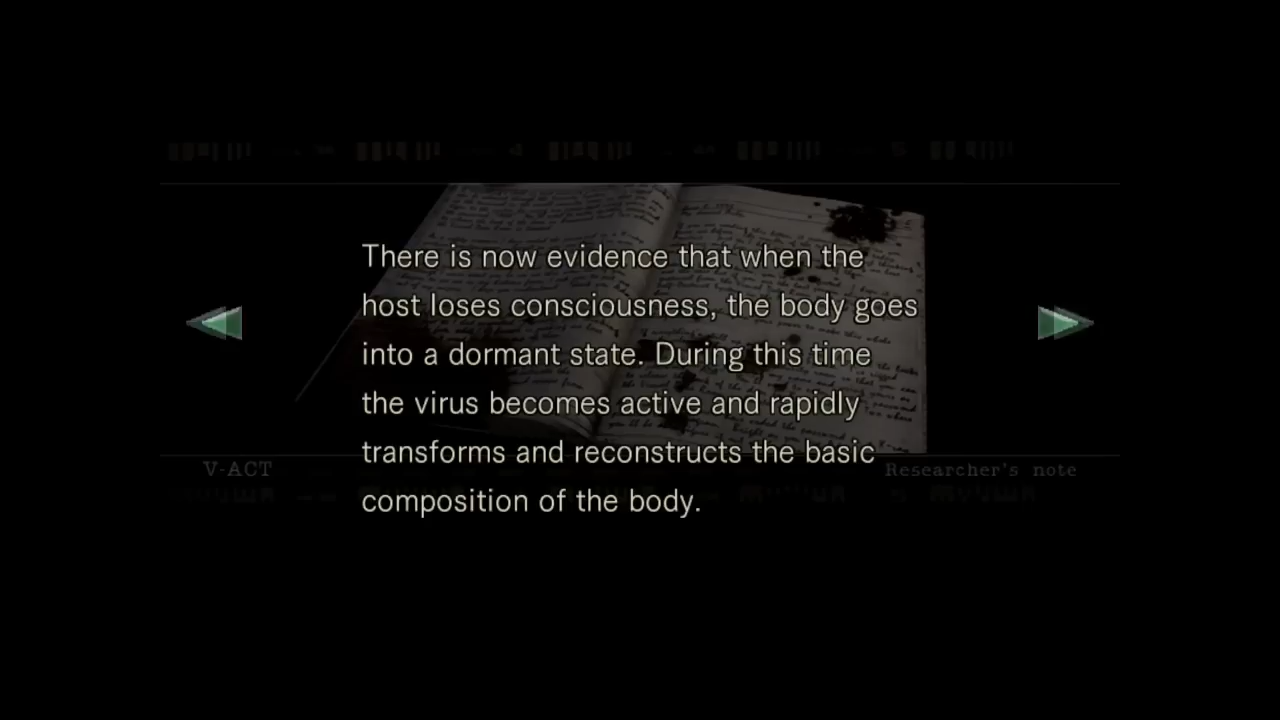 There is now evidence that when the
host loses consciousness, the body goes
into a dormant state. During this time
the virus becomes active and rapidly
transforms and reconstructs the basic
composition of the body.
V-ACT
Researcher's note